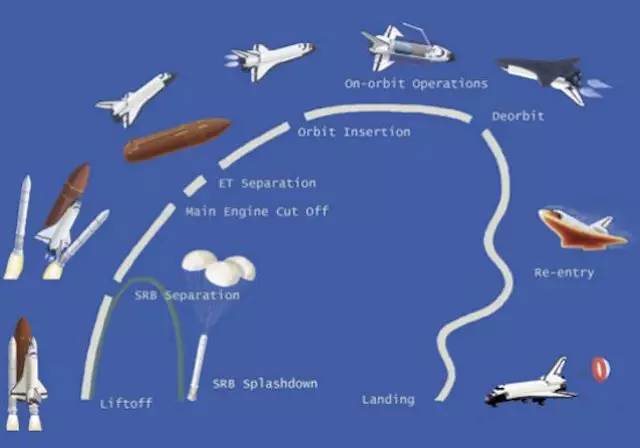 On-orbit Operations
Deorbit
Orbit Insertion
ET Separation
Main Engine Cut Off
Re-entry
SRB Separation
SRB Splashdown
Liftoff
Landing